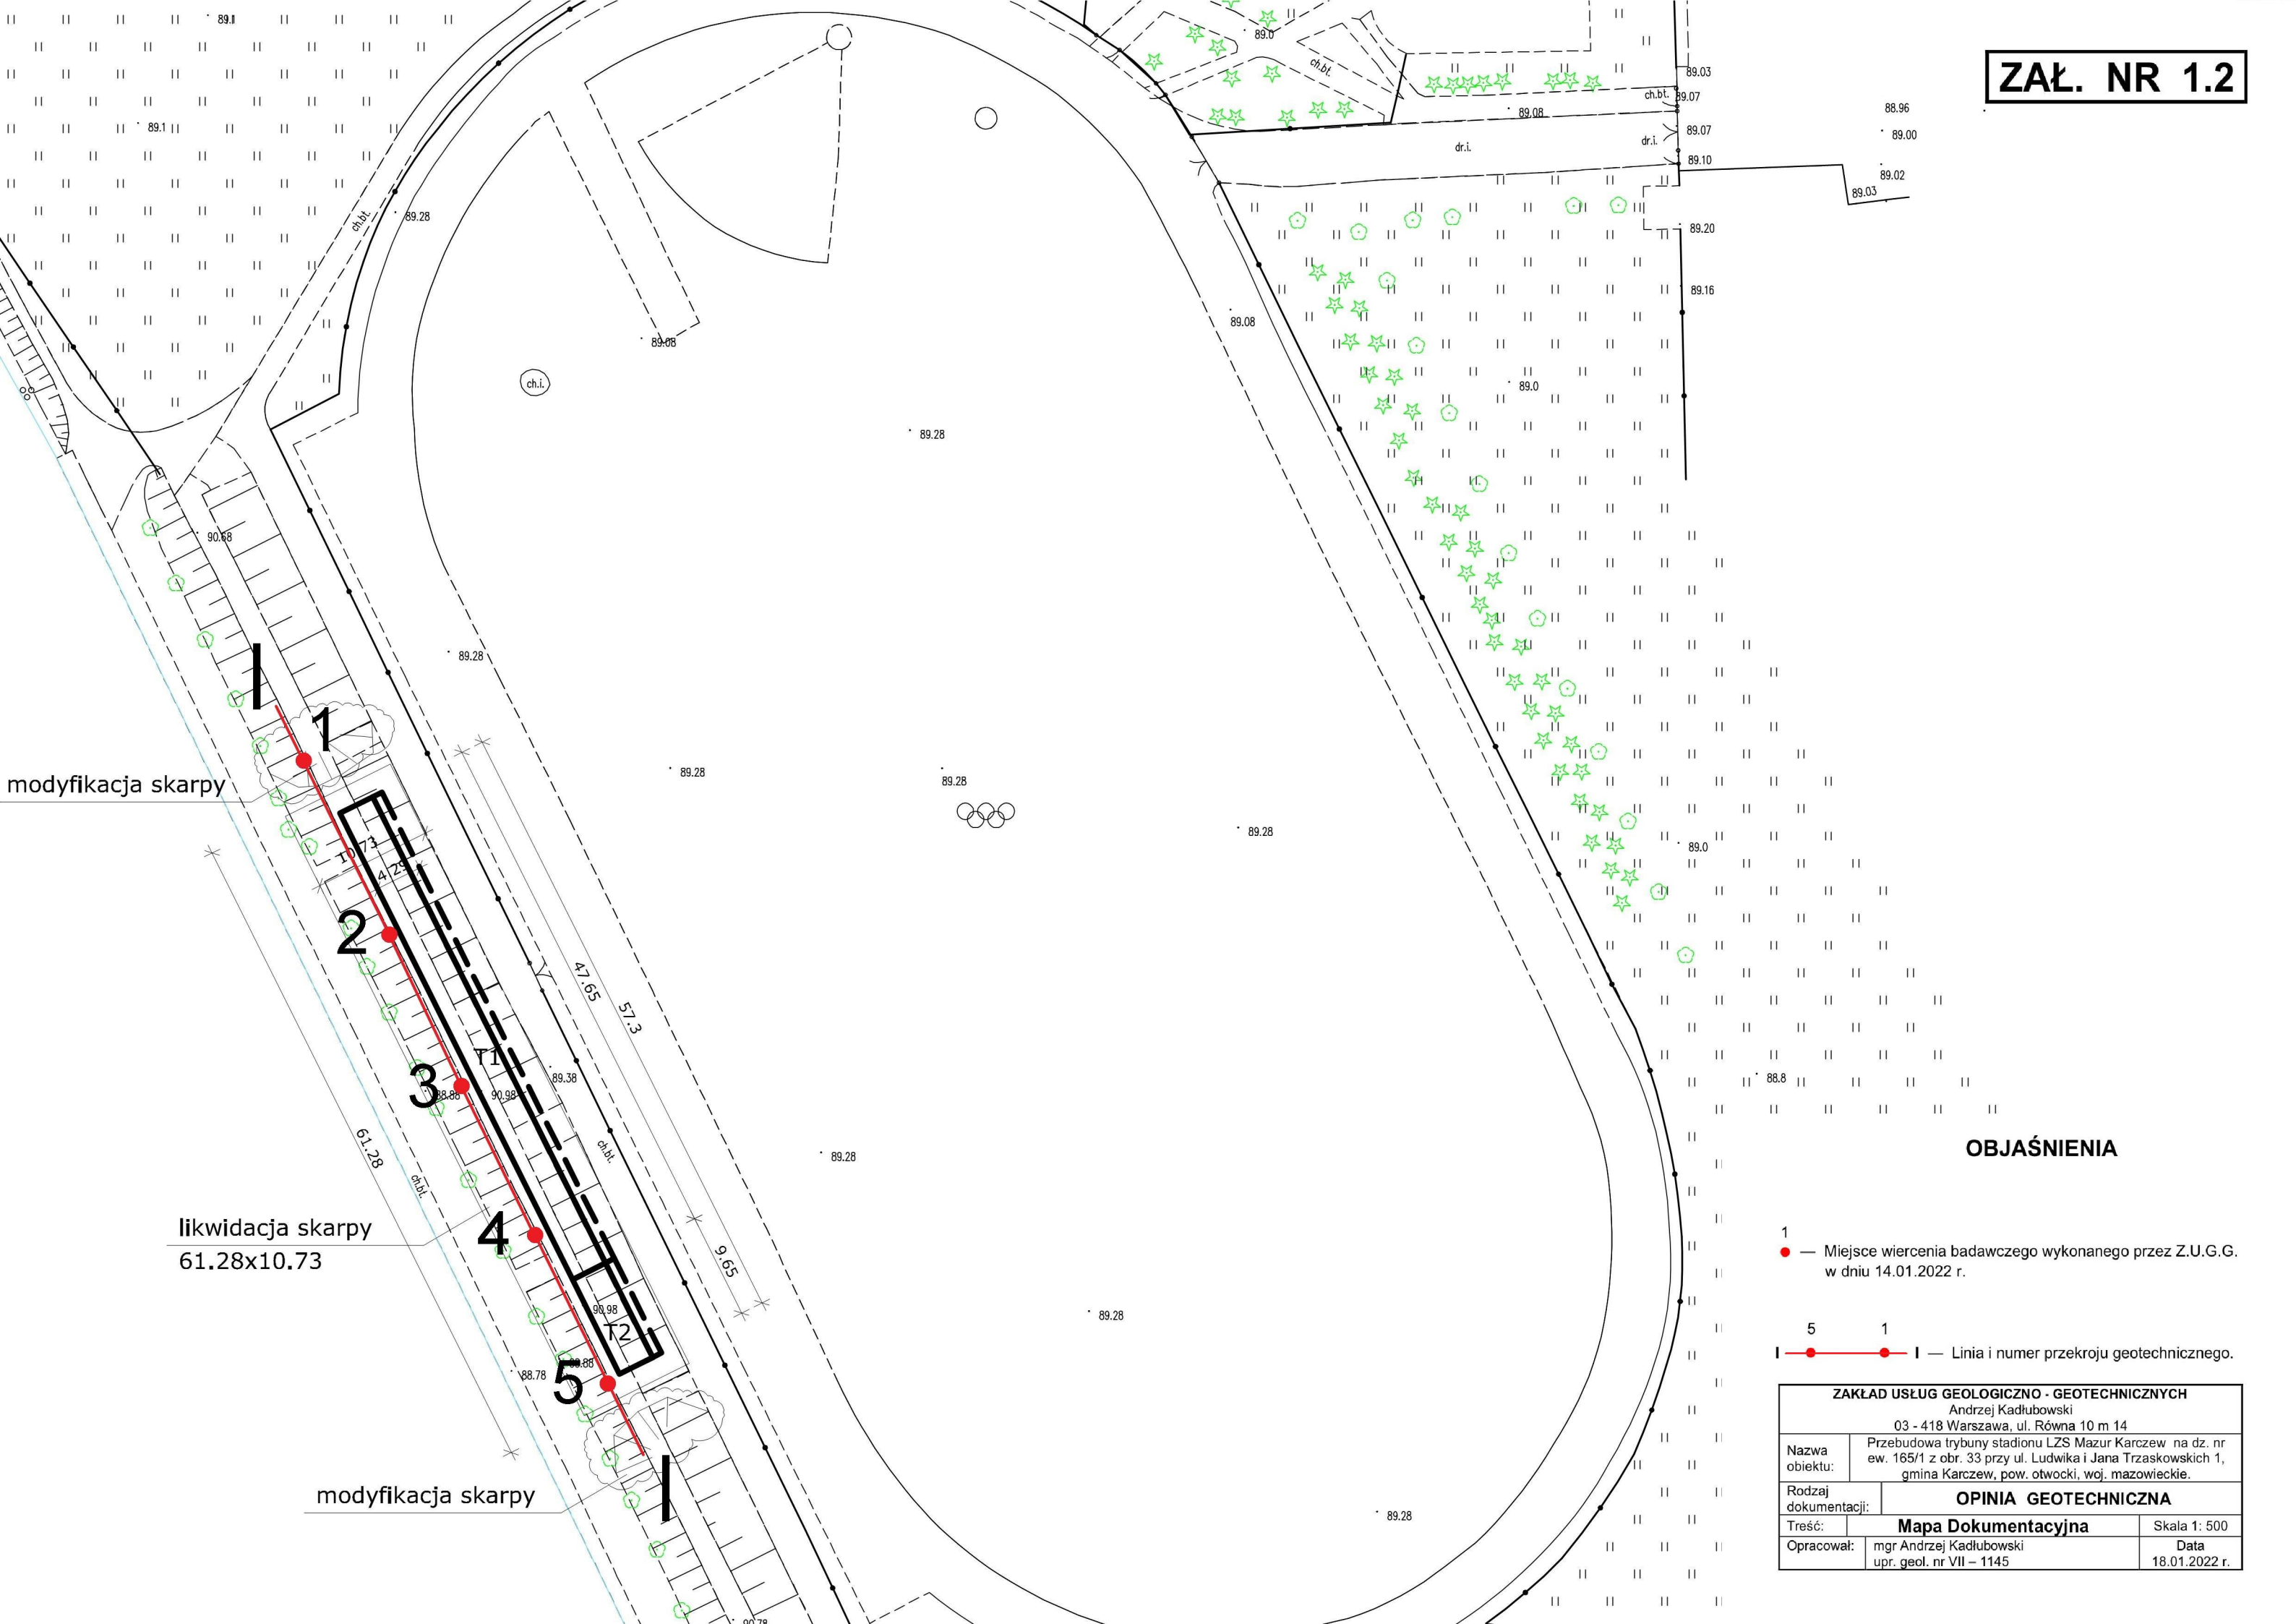 ZAŁ. NR 1.2
89.1
89.0
ch.bt.
89.03
ch.bt.
89.07
88.96
89.08
89.1
89.07
89.00
dr.i.
dr.i.
89.10
89.02
89.03
ch.bt.
89.28
89.20
89.16
89.08
89.08
ch.i.
89.0
89.28
90.68
89.28
I
1
modyfikacja skarpy
89.28
89.28
89.28
10.73
4.29
89.0
2
47.65
57.3
T1
3
88.88
90.98
89.38
88.8
61.28
ch.bt.
ch.bt.
89.28
likwidacja skarpy
61.28x10.73
4
9.65
90.98
T2
89.28
88.88
88.78
5
I
modyfikacja skarpy
89.28
90.78
OBJAŚNIENIA
1
— Miejsce wiercenia badawczego wykonanego przez Z.U.G.G.
w dniu 14.01.2022 r.
5 1
I I — Linia i numer przekroju geotechnicznego.
ZAKŁAD USŁUG GEOLOGICZNO - GEOTECHNICZNYCH
Andrzej Kadłubowski
03 - 418 Warszawa, ul. Równa 10 m 14
Nazwa
obiektu:
Przebudowa trybuny stadionu LZS Mazur Karczew na dz. nr
ew. 165/1 z obr. 33 przy ul. Ludwika i Jana Trzaskowskich 1,
gmina Karczew, pow. otwocki, woj. mazowieckie.
Rodzaj
dokumentacji:
OPINIA GEOTECHNICZNA
Treść:
Mapa Dokumentacyjna
Skala 1: 500
Opracował:
mgr Andrzej Kadłubowski
upr. geol. nr VII – 1145
Data
18.01.2022 r.